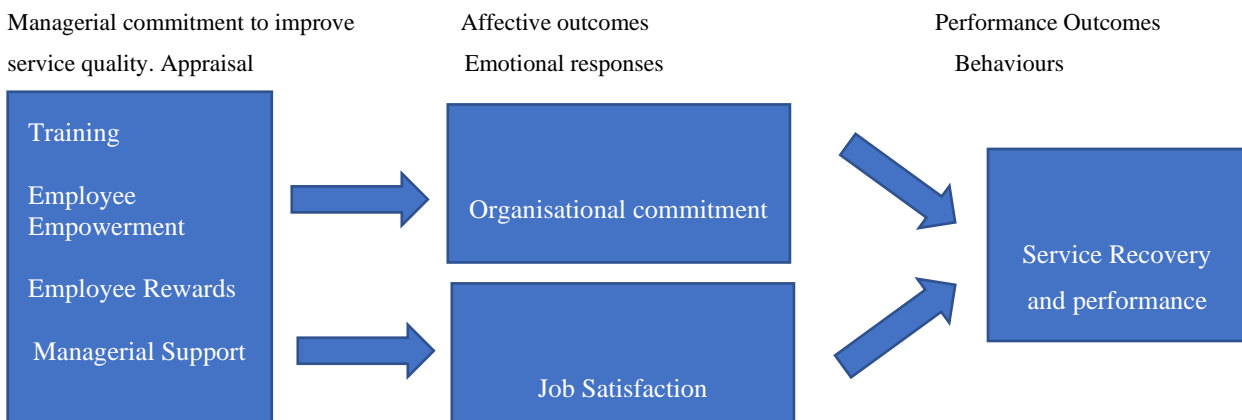 Managerial commitment to improve
service quality. Appraisal
Affective outcomes
Emotional responses
Performance Outcomes
Behaviours
Training
Employee
Empowerment
Employee Rewards
Managerial Support
Organisational commitment
Job Satisfaction
Service Recovery
and performance